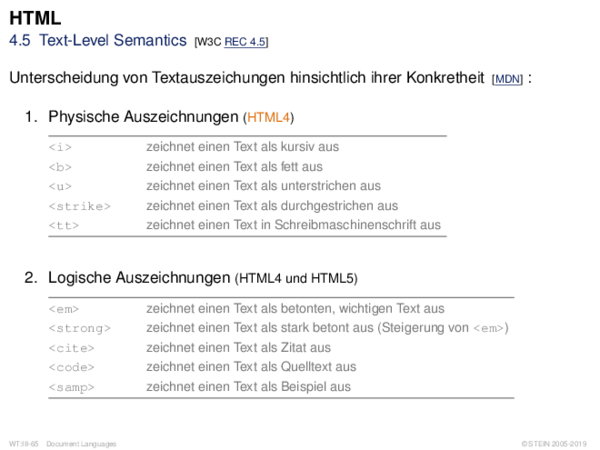 HTML
4.5 Text-Level Semantics [W3C REC 4.5]
Unterscheidung von Textauszeichungen hinsichtlich ihrer Konkretheit [MDN] :
1. Physische Auszeichnungen (HTML4)
<i> zeichnet einen Text als kursiv aus
<b> zeichnet einen Text als fett aus
<u> zeichnet einen Text als unterstrichen aus
<strike> zeichnet einen Text als durchgestrichen aus
<tt> zeichnet einen Text in Schreibmaschinenschrift aus
2. Logische Auszeichnungen (HTML4 und HTML5)
<em> zeichnet einen Text als betonten, wichtigen Text aus
<strong> zeichnet einen Text als stark betont aus (Steigerung von <em>)
<cite> zeichnet einen Text als Zitat aus
<code> zeichnet einen Text als Quelltext aus
<samp> zeichnet einen Text als Beispiel aus
WT:III-65 Document Languages © STEIN 2005-2019